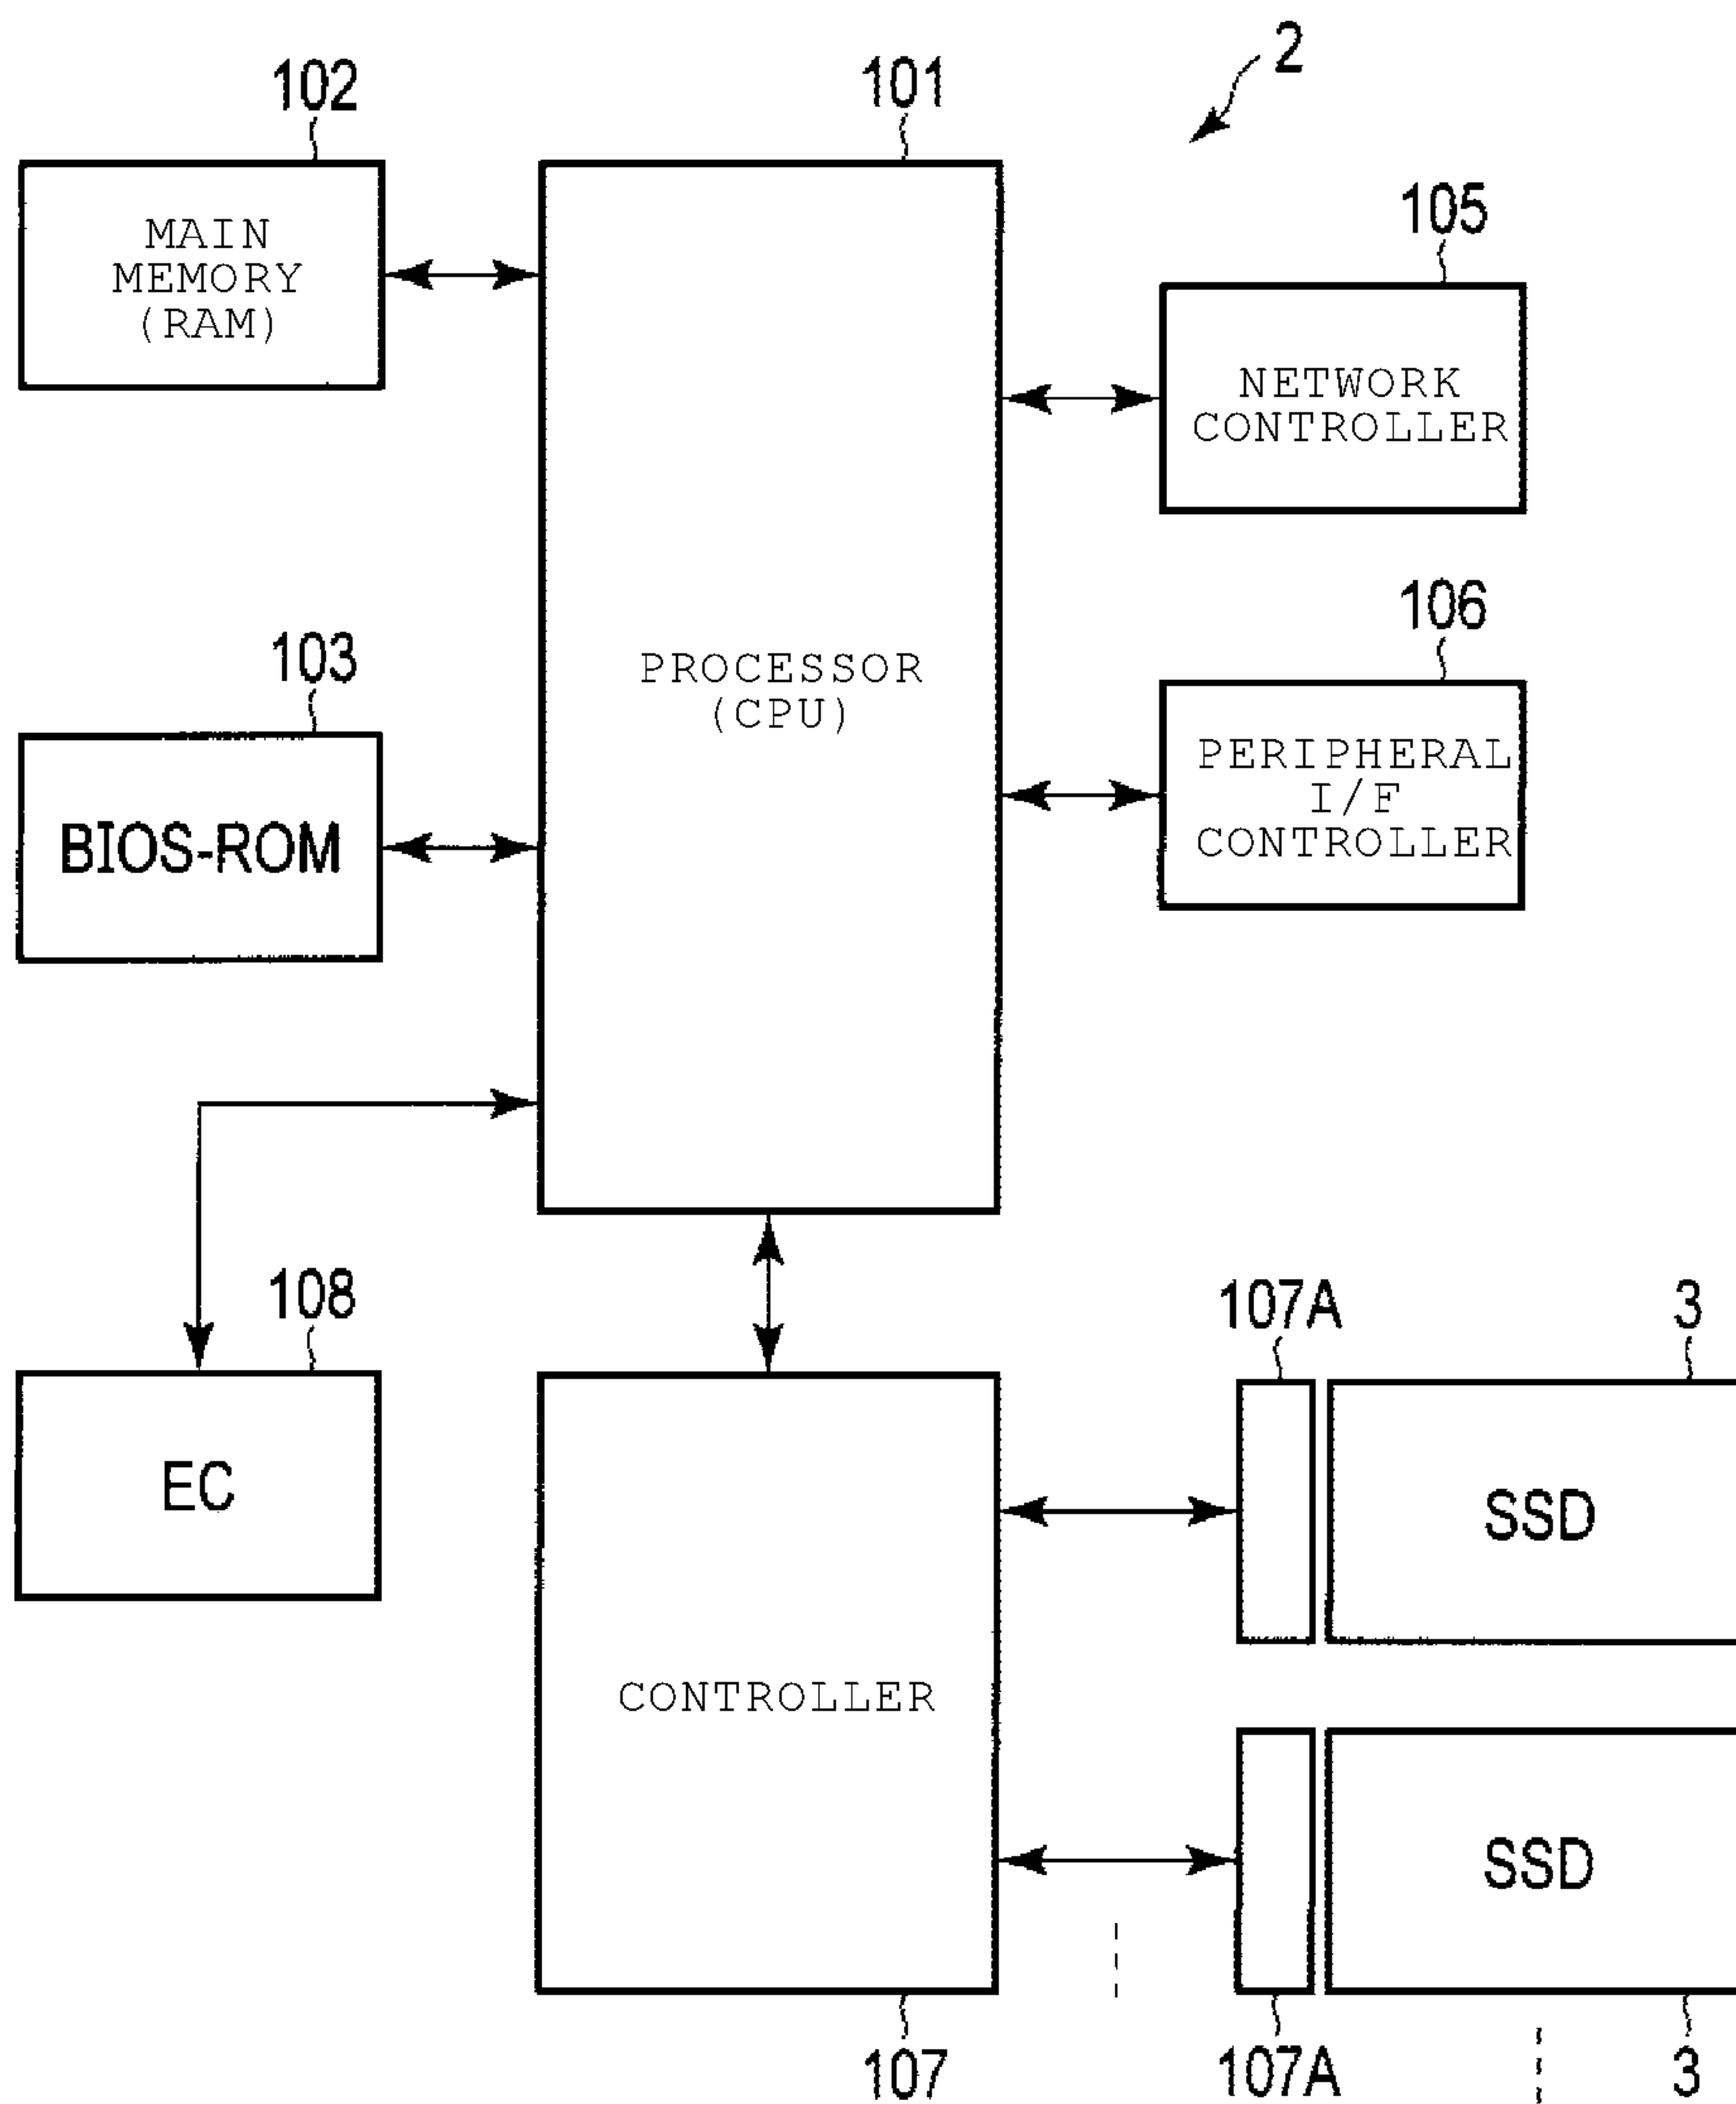 2
102
101
105
MAIN
MEMORY
(RAM)
NETWORK
CONTROLLER
106
103
PROCESSOR
(CPU)
PERIPHERAL
I/F
CONTROLLER
BIOS-ROM
108
107A
3
EC
SSD
CONTROLLER
SSD
107
107A
3